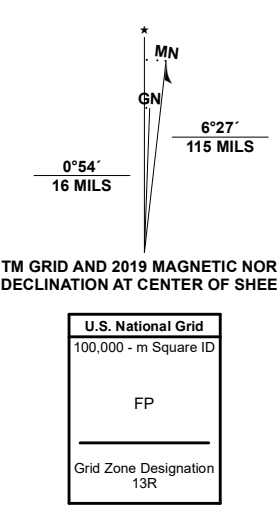 ★
MN
GN
6°27´
115 MILS
0°54´
16 MILS
TM GRID AND 2019 MAGNETIC NOR
DECLINATION AT CENTER OF SHEE
U.S. National Grid
100,000 - m Square ID
FP
Grid Zone Designation
13R